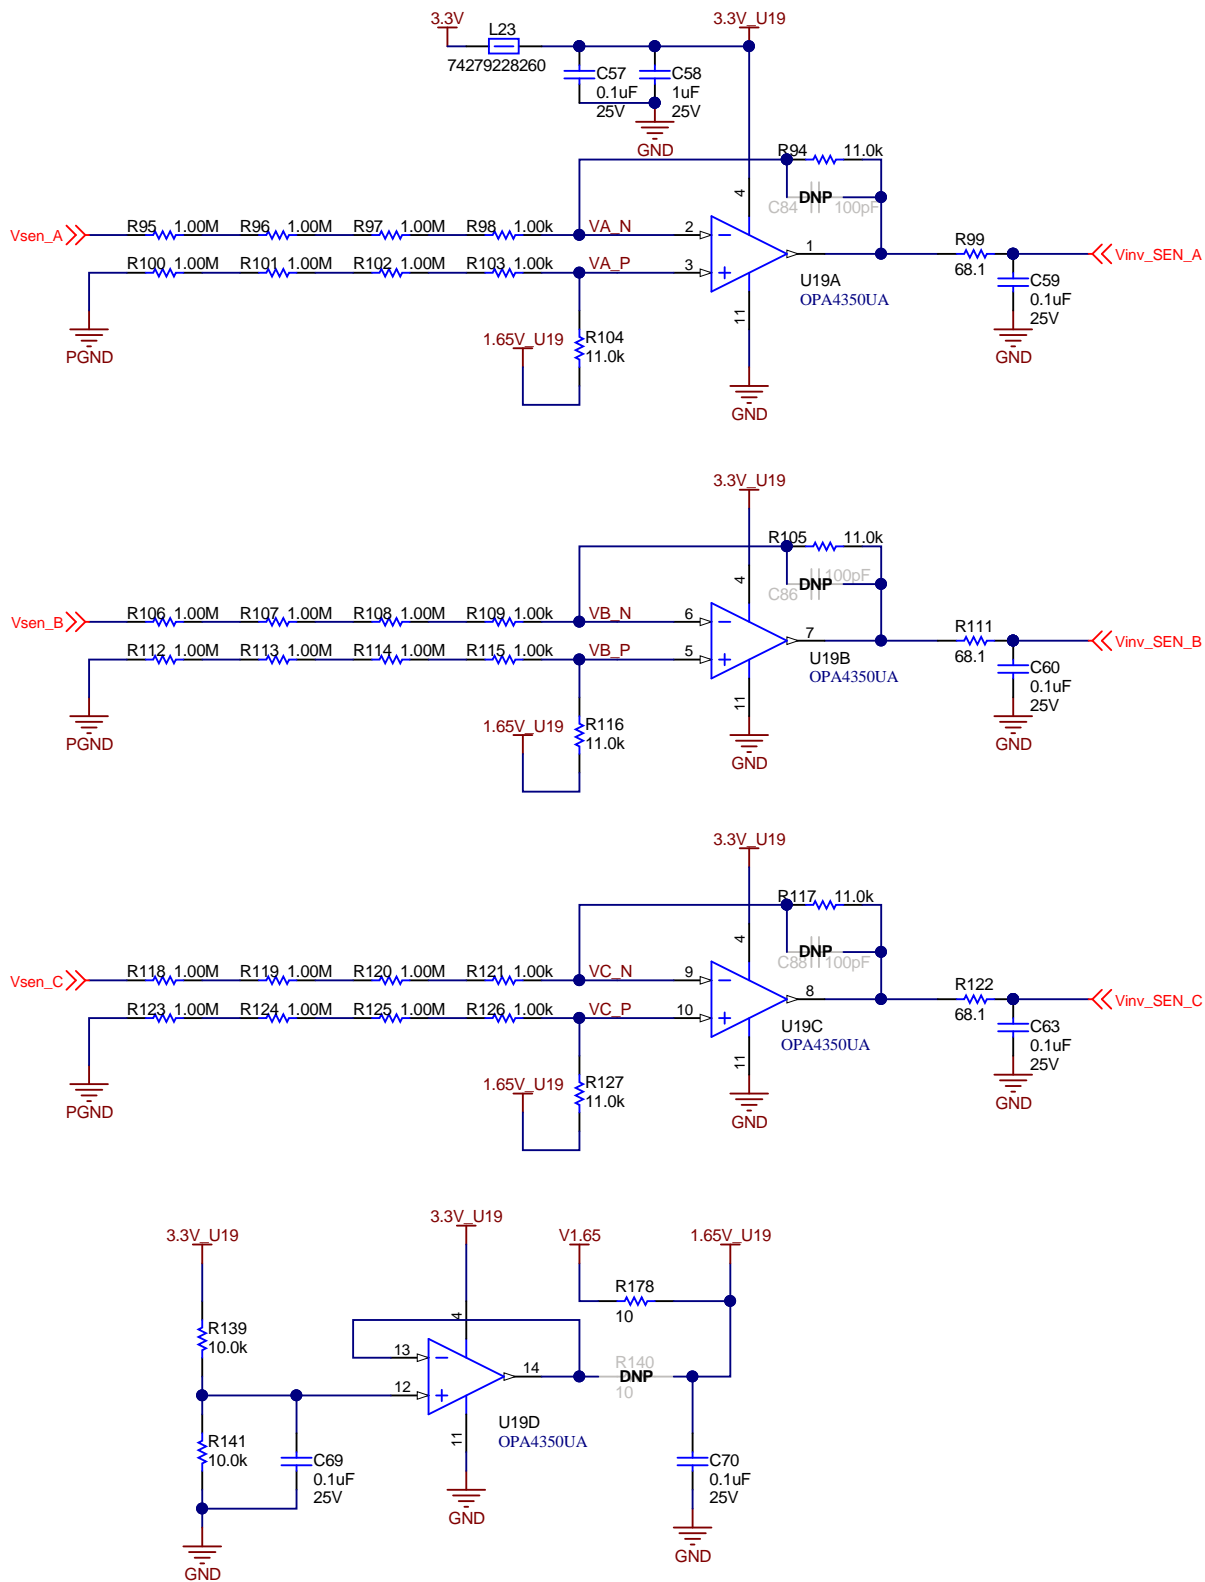 3.3V
L23
74279228260
3.3V_U19
C57
0.1uF
25V
C58
1uF
25V
GND
R94 11.0k
C84 DNP 100pF
4
Vsen_A
R95 1.00M R96 1.00M R97 1.00M R98 1.00k VA_N 2
R100 1.00M R101 1.00M R102 1.00M R103 1.00k VA_P 3
1
U19A
OPA4350UA
11
R99
68.1
Vinv_SEN_A
C59
0.1uF
25V
GND
PGND
1.65V_U19
R104
11.0k
GND
3.3V_U19
R105 11.0k
C86 DNP 100pF
4
Vsen_B
R106 1.00M R107 1.00M R108 1.00M R109 1.00k VB_N 6
R112 1.00M R113 1.00M R114 1.00M R115 1.00k VB_P 5
7
U19B
OPA4350UA
11
R111
68.1
Vinv_SEN_B
C60
0.1uF
25V
GND
PGND
1.65V_U19
R116
11.0k
GND
3.3V_U19
R117 11.0k
C88 DNP 100pF
4
Vsen_C
R118 1.00M R119 1.00M R120 1.00M R121 1.00k VC_N 9
R123 1.00M R124 1.00M R125 1.00M R126 1.00k VC_P 10
8
U19C
OPA4350UA
11
R122
68.1
Vinv_SEN_C
C63
0.1uF
25V
GND
PGND
1.65V_U19
R127
11.0k
GND
3.3V_U19
3.3V_U19
V1.65
1.65V_U19
R178
10
R139
10.0k
4
13
12
14
R140
DNP
10
U19D
OPA4350UA
11
R141
10.0k
C69
0.1uF
25V
C70
0.1uF
25V
GND
GND
GND